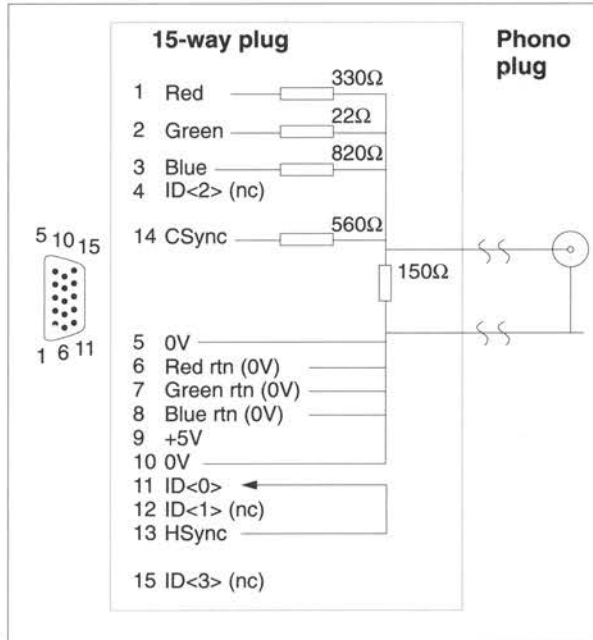 15-way plug
Phono
plug
1 Red 330Ω
2 Green 22Ω
3 Blue 820Ω
4 ID<2> (nc)
14 CSync 560Ω
150Ω
5 10 15
1 6 11
5 0V
6 Red rtn (0V)
7 Green rtn (0V)
8 Blue rtn (0V)
9 +5V
10 0V
11 ID<0>
12 ID<1> (nc)
13 HSync
15 ID<3> (nc)